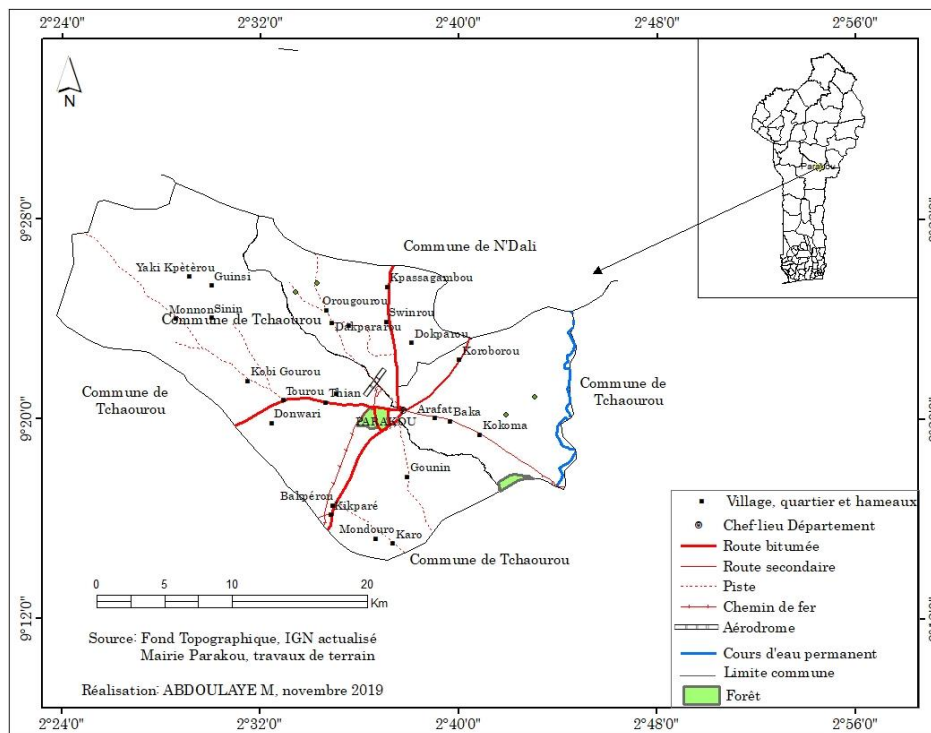 2°24'0" 2°32'0" 2°40'0" 2°48'0" 2°56'0"
N
Parakou
9°28'0"
Commune de N'Dali
Yaki Kpètèrou
Guinsi
Kpassagambou
Monnon
Sinin
Orougourou
Commune de Tchaourou
Dakpararou
Swinrou
Dokparou
Koroborou
Kobi Gourou
Commune de
Tchaourou
Commune de
Tchaourou
Tourou
Thian
9°20'0"
Donwari
PARAKOU
Arafat
Baka
Kokoma
Gounin
Bakpérou
Kikparé
Mondouro
Karo
Commune de Tchaourou
0 5 10 20
Km
9°12'0"
Source: Fond Topographique, IGN actualisé
Mairie Parakou, travaux de terrain
Réalisation: ABDOULAYE M, novembre 2019
Village, quartier et hameaux
Chef-lieu Département
Route bitumée
Route secondaire
Piste
Chemin de fer
Aérodrome
Cours d'eau permanent
Limite commune
Forêt
2°24'0" 2°32'0" 2°40'0" 2°48'0" 2°56'0"